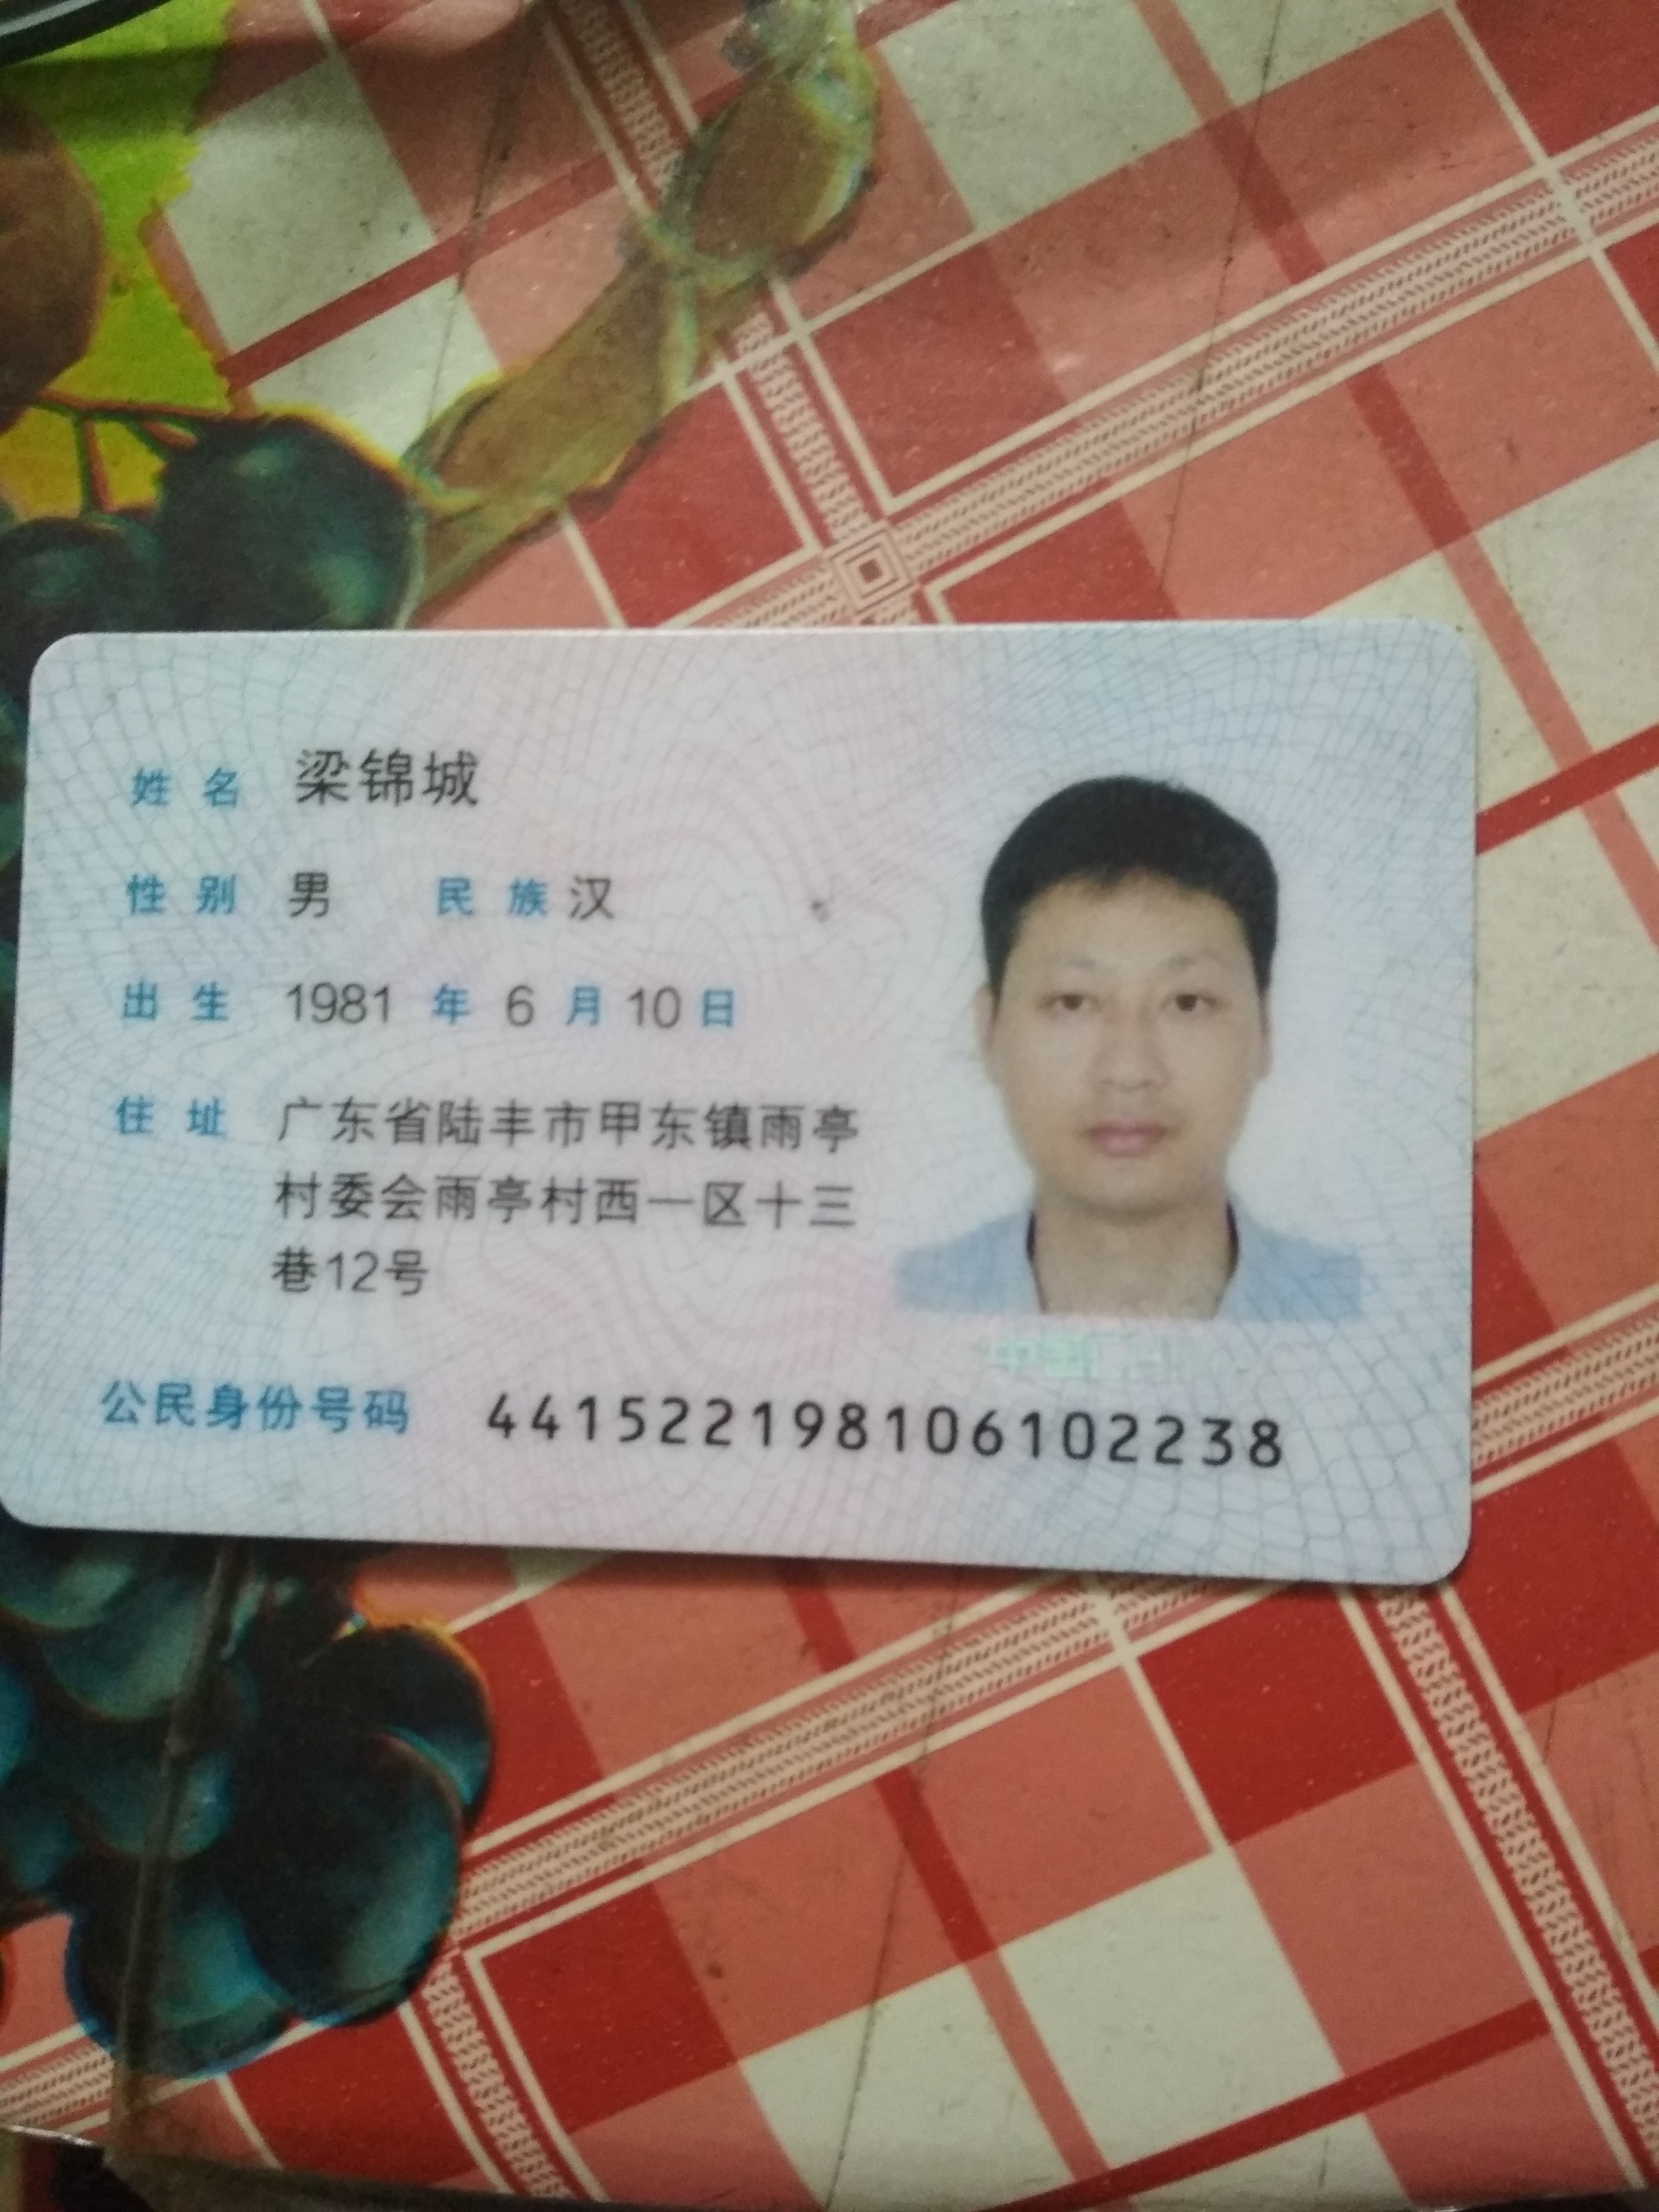 姓名 梁锦城
性别 男 民族 汉
出生 1981 年 6 月 10 日
住址 广东省陆丰市甲东镇雨亭
村委会雨亭村西一区十三
巷12号
公民身份号码 441522198106102238